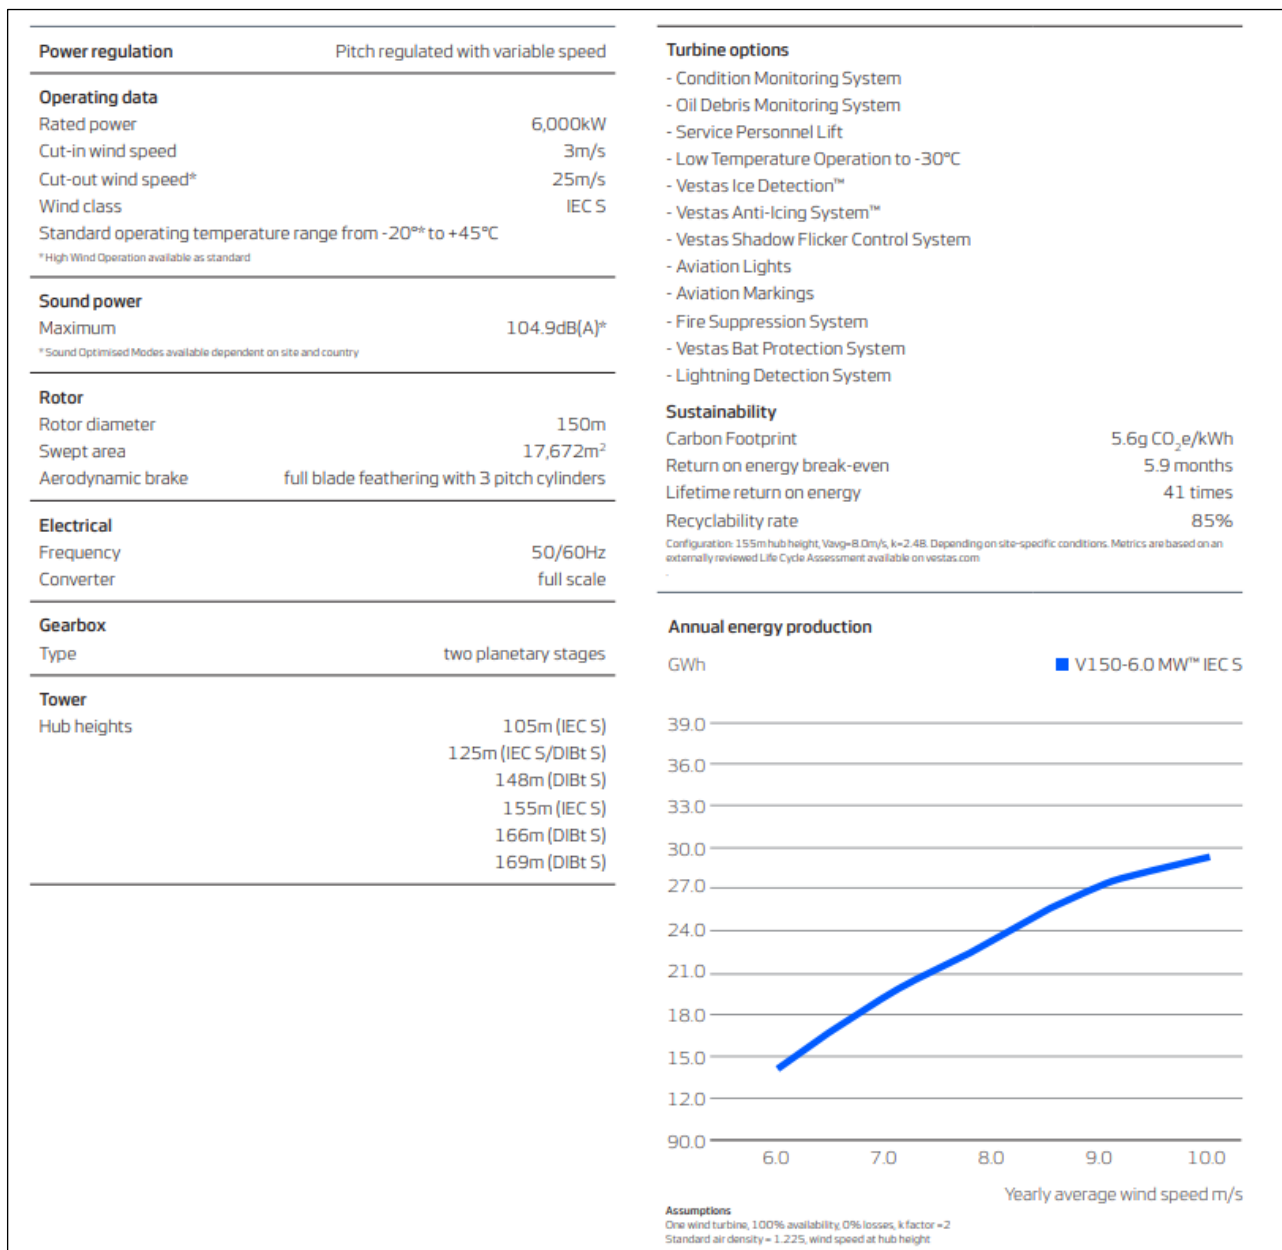 Power regulation Pitch regulated with variable speed
Operating data
Rated power 6,000kW
Cut-in wind speed 3m/s
Cut-out wind speed* 25m/s
Wind class IEC S
Standard operating temperature range from -20°* to +45°C
*High Wind Operation available as standard
Sound power
Maximum 104.9dB(A)*
*Sound Optimised Modes available dependent on site and country
Rotor
Rotor diameter 150m
Swept area 17,672m²
Aerodynamic brake full blade feathering with 3 pitch cylinders
Electrical
Frequency 50/60Hz
Converter full scale
Gearbox
Type two planetary stages
Tower
Hub heights 105m (IEC S)
125m (IEC S/DIBt S)
148m (DIBt S)
155m (IEC S)
166m (DIBt S)
169m (DIBt S)
Turbine options
- Condition Monitoring System
- Oil Debris Monitoring System
- Service Personnel Lift
- Low Temperature Operation to -30°C
- Vestas Ice Detection™
- Vestas Anti-Icing System™
- Vestas Shadow Flicker Control System
- Aviation Lights
- Aviation Markings
- Fire Suppression System
- Vestas Bat Protection System
- Lightning Detection System
Sustainability
Carbon Footprint 5.6g CO₂e/kWh
Return on energy break-even 5.9 months
Lifetime return on energy 41 times
Recyclability rate 85%
Configuration: 155m hub height, Vavg=8.0m/s, k=2.48. Depending on site-specific conditions. Metrics are based on an
externally reviewed Life Cycle Assessment available on vestas.com
.
Annual energy production
GWh V150-6.0 MW™ IEC S
39.0
36.0
33.0
30.0
27.0
24.0
21.0
18.0
15.0
12.0
90.0
6.0 7.0 8.0 9.0 10.0
Yearly average wind speed m/s
Assumptions
One wind turbine, 100% availability, 0% losses, k factor =2
Standard air density = 1.225, wind speed at hub height